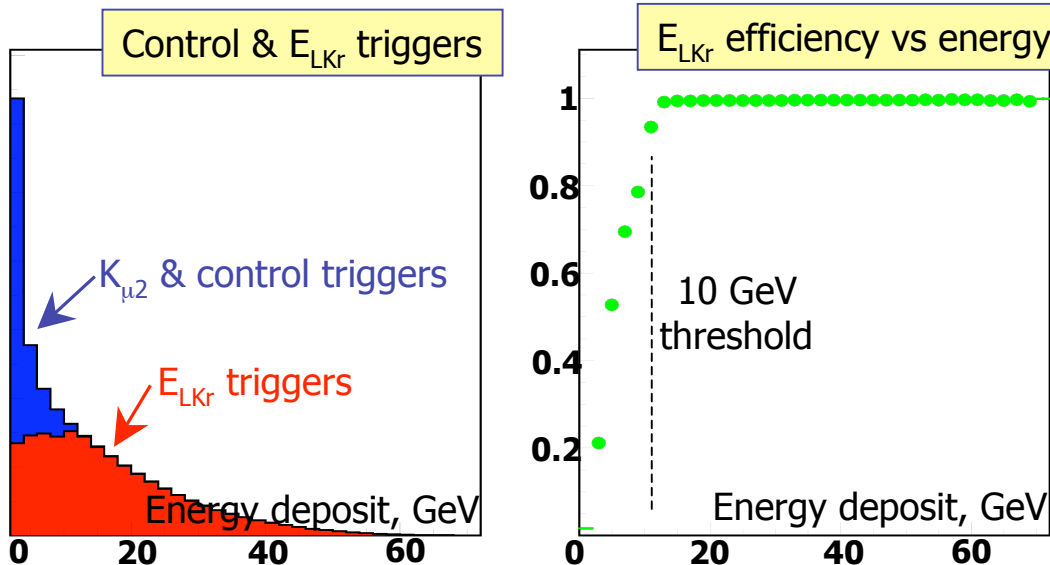 Control & E_LKr triggers
K_μ2 & control triggers
E_LKr triggers
Energy deposit, GeV
0 20 40 60
E_LKr efficiency vs energy
1
0.8
0.6
0.4
0.2
10 GeV
threshold
Energy deposit, GeV
0 20 40 60